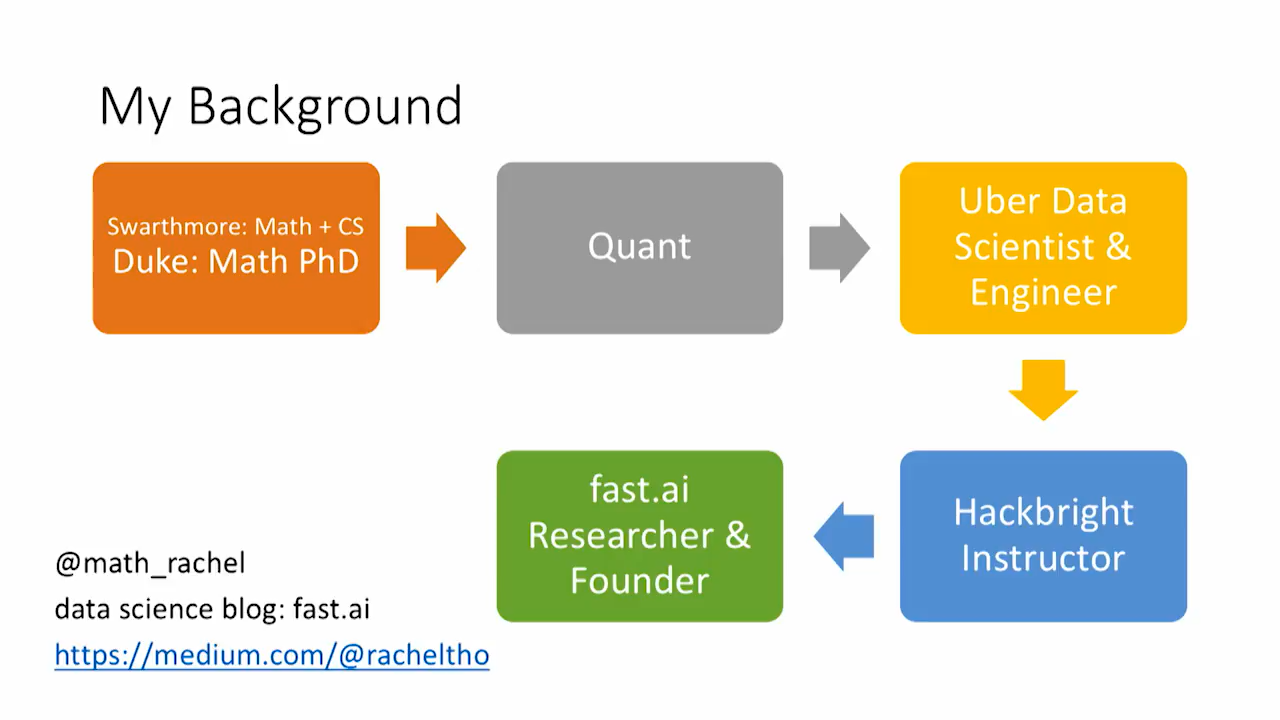 My Background
Swarthmore: Math + CS
Duke: Math PhD
Quant
Uber Data
Scientist &
Engineer
Hackbright
Instructor
fast.ai
Researcher &
Founder
@math_rachel
data science blog: fast.ai
https://medium.com/@racheltho